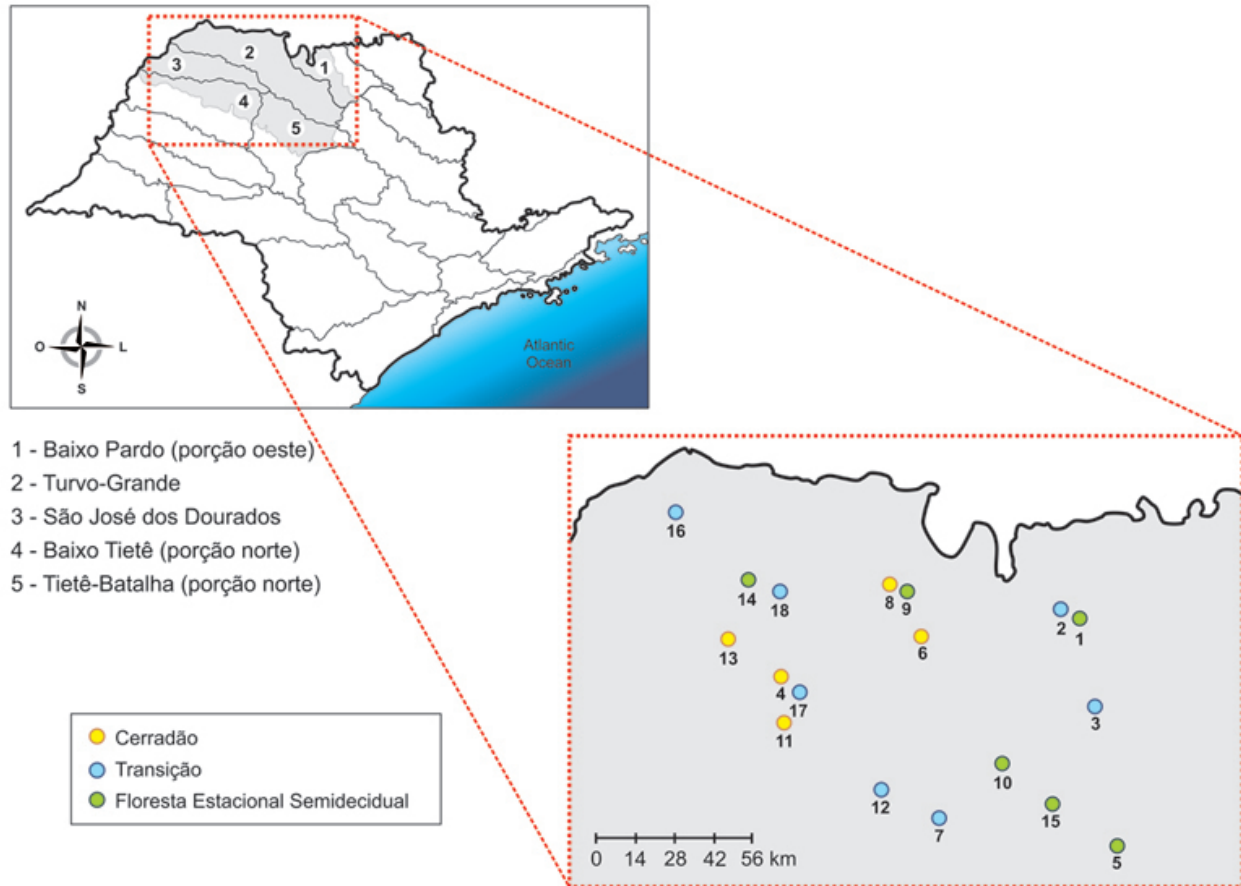 2
1
3
4
5
N
O L
S
Atlantic
Ocean
1 - Baixo Pardo (porção oeste)
2 - Turvo-Grande
3 - São José dos Dourados
4 - Baixo Tietê (porção norte)
5 - Tietê-Batalha (porção norte)
Cerradão
Transição
Floresta Estacional Semidecidual
16
14
18
8
9
2
1
13
6
4
17
3
11
10
12
7
15
5
0 14 28 42 56 km